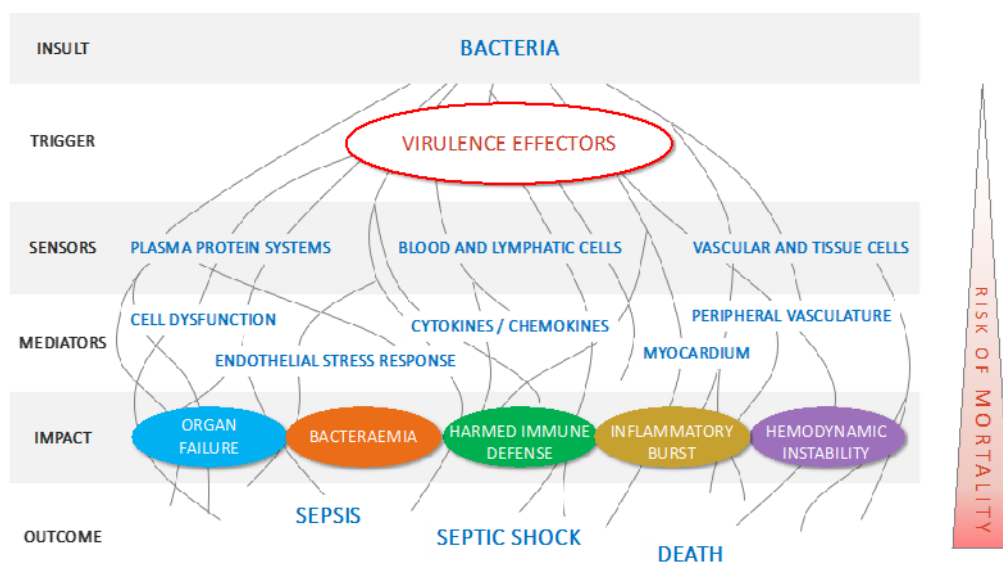 INSULT
BACTERIA
TRIGGER
VIRULENCE EFFECTORS
SENSORS
PLASMA PROTEIN SYSTEMS
BLOOD AND LYMPHATIC CELLS
VASCULAR AND TISSUE CELLS
MEDIATORS
CELL DYSFUNCTION
CYTOKINES / CHEMOKINES
PERIPHERAL VASCULATURE
ENDOTHELIAL STRESS RESPONSE
MYOCARDIUM
IMPACT
ORGAN
FAILURE
BACTERAEMIA
HARMED IMMUNE
DEFENSE
INFLAMMATORY
BURST
HEMODYNAMIC
INSTABILITY
OUTCOME
SEPSIS
SEPTIC SHOCK
DEATH
RISK OF MORTALITY